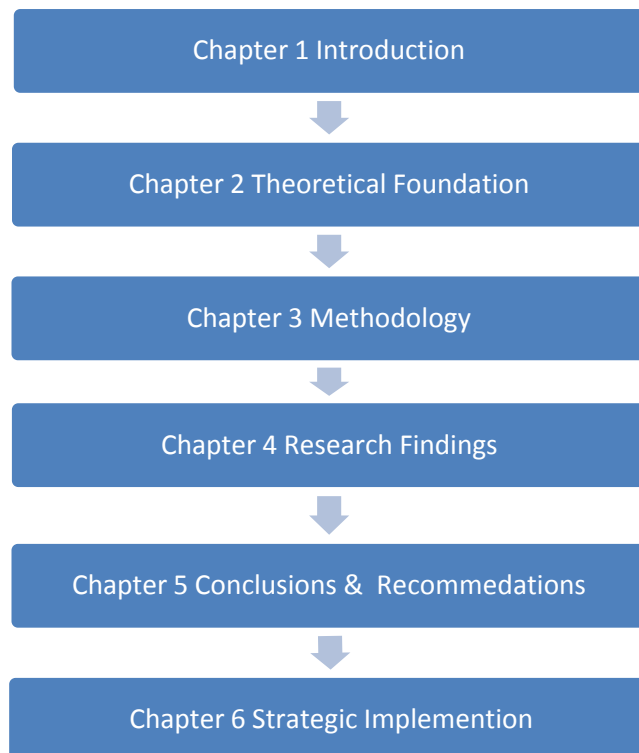 Chapter 1 Introduction
Chapter 2 Theoretical Foundation
Chapter 3 Methodology
Chapter 4 Research Findings
Chapter 5 Conclusions &  Recommedations
Chapter 6 Strategic Implemention